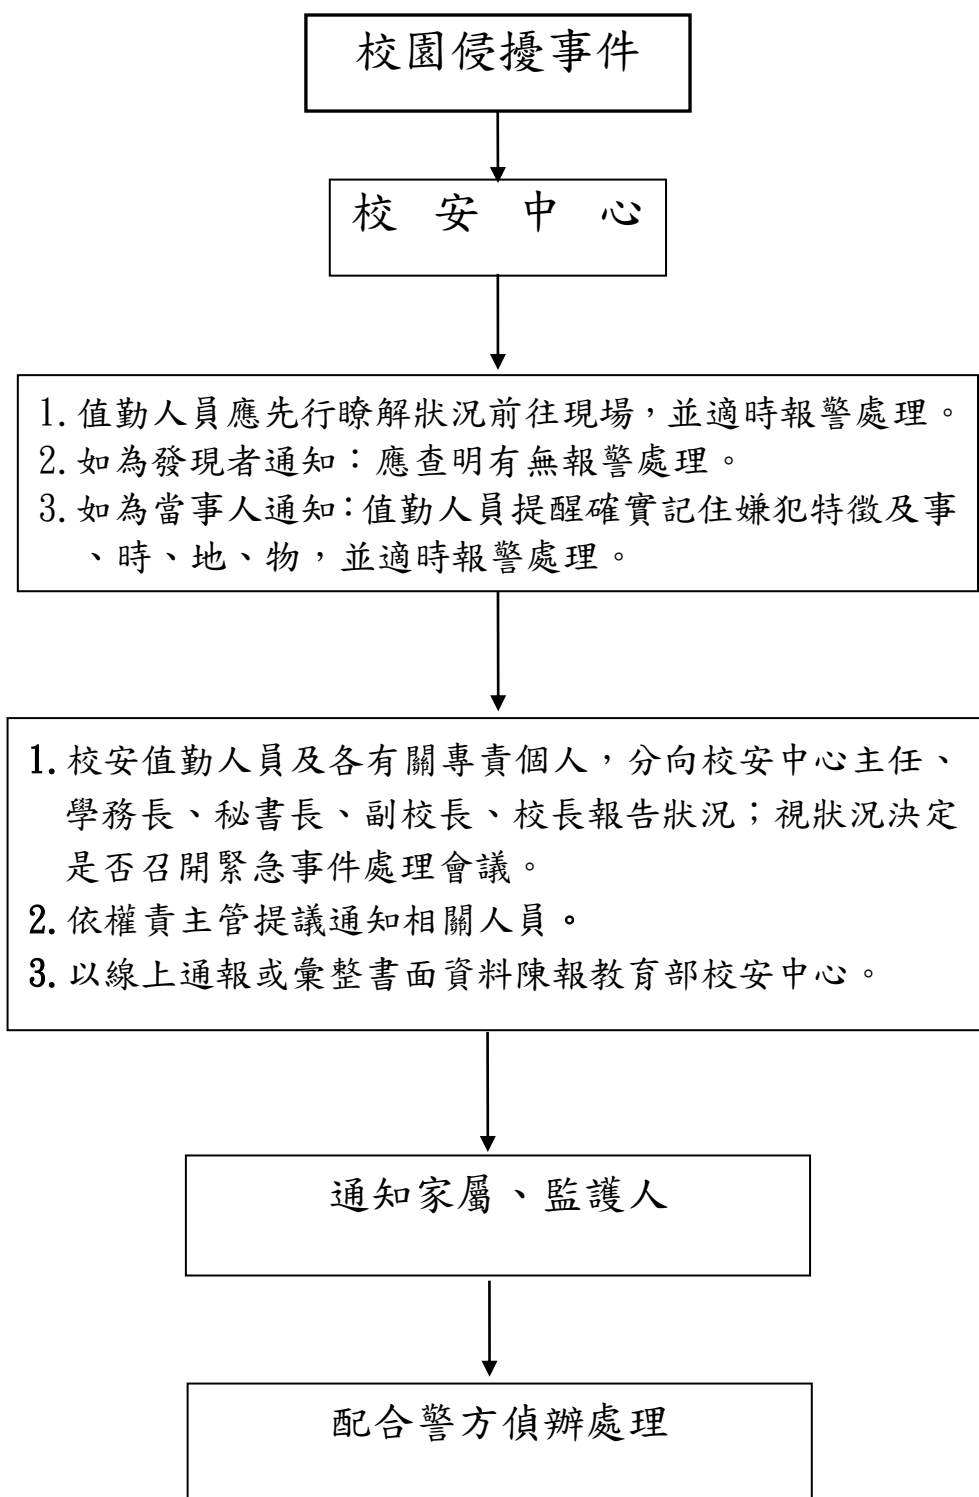 校園侵擾事件
校安中心
1.值勤人員應先行瞭解狀況前往現場，並適時報警處理。
2.如為發現者通知：應查明有無報警處理。
3.如為當事人通知：值勤人員提醒確實記住嫌犯特徵及事
、時、地、物，並適時報警處理。
1.校安值勤人員及各有關專責個人，分向校安中心主任、
學務長、秘書長、副校長、校長報告狀況；視狀況決定
是否召開緊急事件處理會議。
2.依權責主管提議通知相關人員。
3.以線上通報或彙整書面資料陳報教育部校安中心。
通知家屬、監護人
配合警方偵辦處理